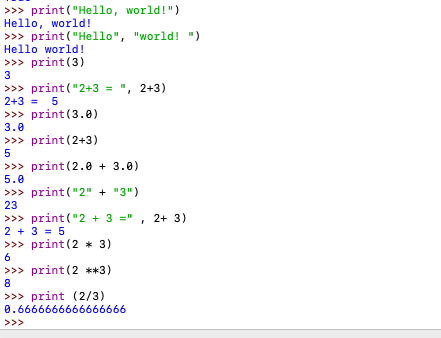 >>> print("Hello, world!")
Hello, world!
>>> print("Hello", "world! ")
Hello world!
>>> print(3)
3
>>> print("2+3 = ", 2+3)
2+3 =  5
>>> print(3.0)
3.0
>>> print(2+3)
5
>>> print(2.0 + 3.0)
5.0
>>> print("2" + "3")
23
>>> print("2 + 3 =" , 2+ 3)
2 + 3 = 5
>>> print(2 * 3)
6
>>> print(2 **3)
8
>>> print (2/3)
0.6666666666666666
>>>